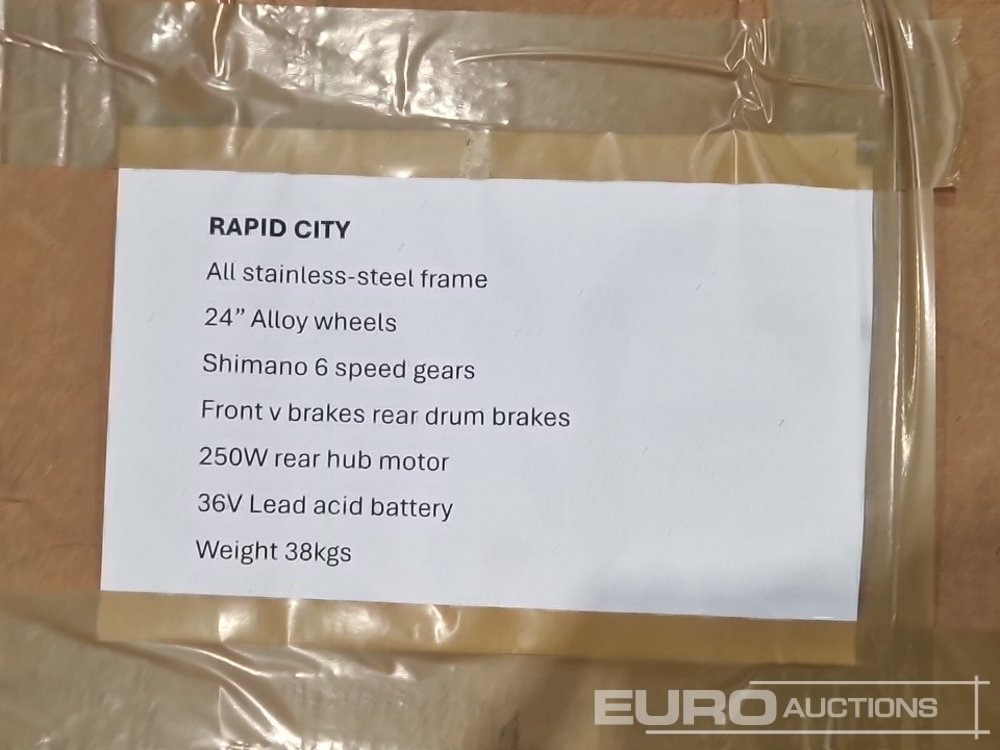 RAPID CITY
All stainless-steel frame
24” Alloy wheels
Shimano 6 speed gears
Front v brakes rear drum brakes
250W rear hub motor
36V Lead acid battery
Weight 38kgs
EURO AUCTIONS